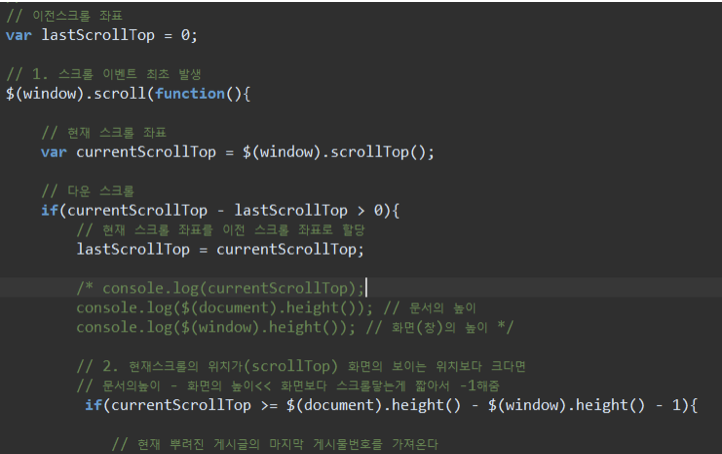 //
// 이전스크롤 좌표
var lastScrollTop = 0;
// 1. 스크롤 이벤트 최초 발생
$(window).scroll(function(){
// 현재 스크롤 좌표
var currentScrollTop = $(window).scrollTop();
// 다운 스크롤
if(currentScrollTop - lastScrollTop > 0){
// 현재 스크롤 좌표를 이전 스크롤 좌표로 할당
lastScrollTop = currentScrollTop;
/* console.log(currentScrollTop);
console.log($(document).height()); // 문서의 높이
console.log($(window).height()); // 화면(창)의 높이 */
// 2. 현재스크롤의 위치가(scrollTop) 화면의 보이는 위치보다 크다면
// 문서의높이 - 화면의 높이<< 화면보다 스크롤닿는게 짧아서 -1해줌
if(currentScrollTop >= $(document).height() - $(window).height() - 1){
// 현재 뿌려진 게시글의 마지막 게시물번호를 가져온다